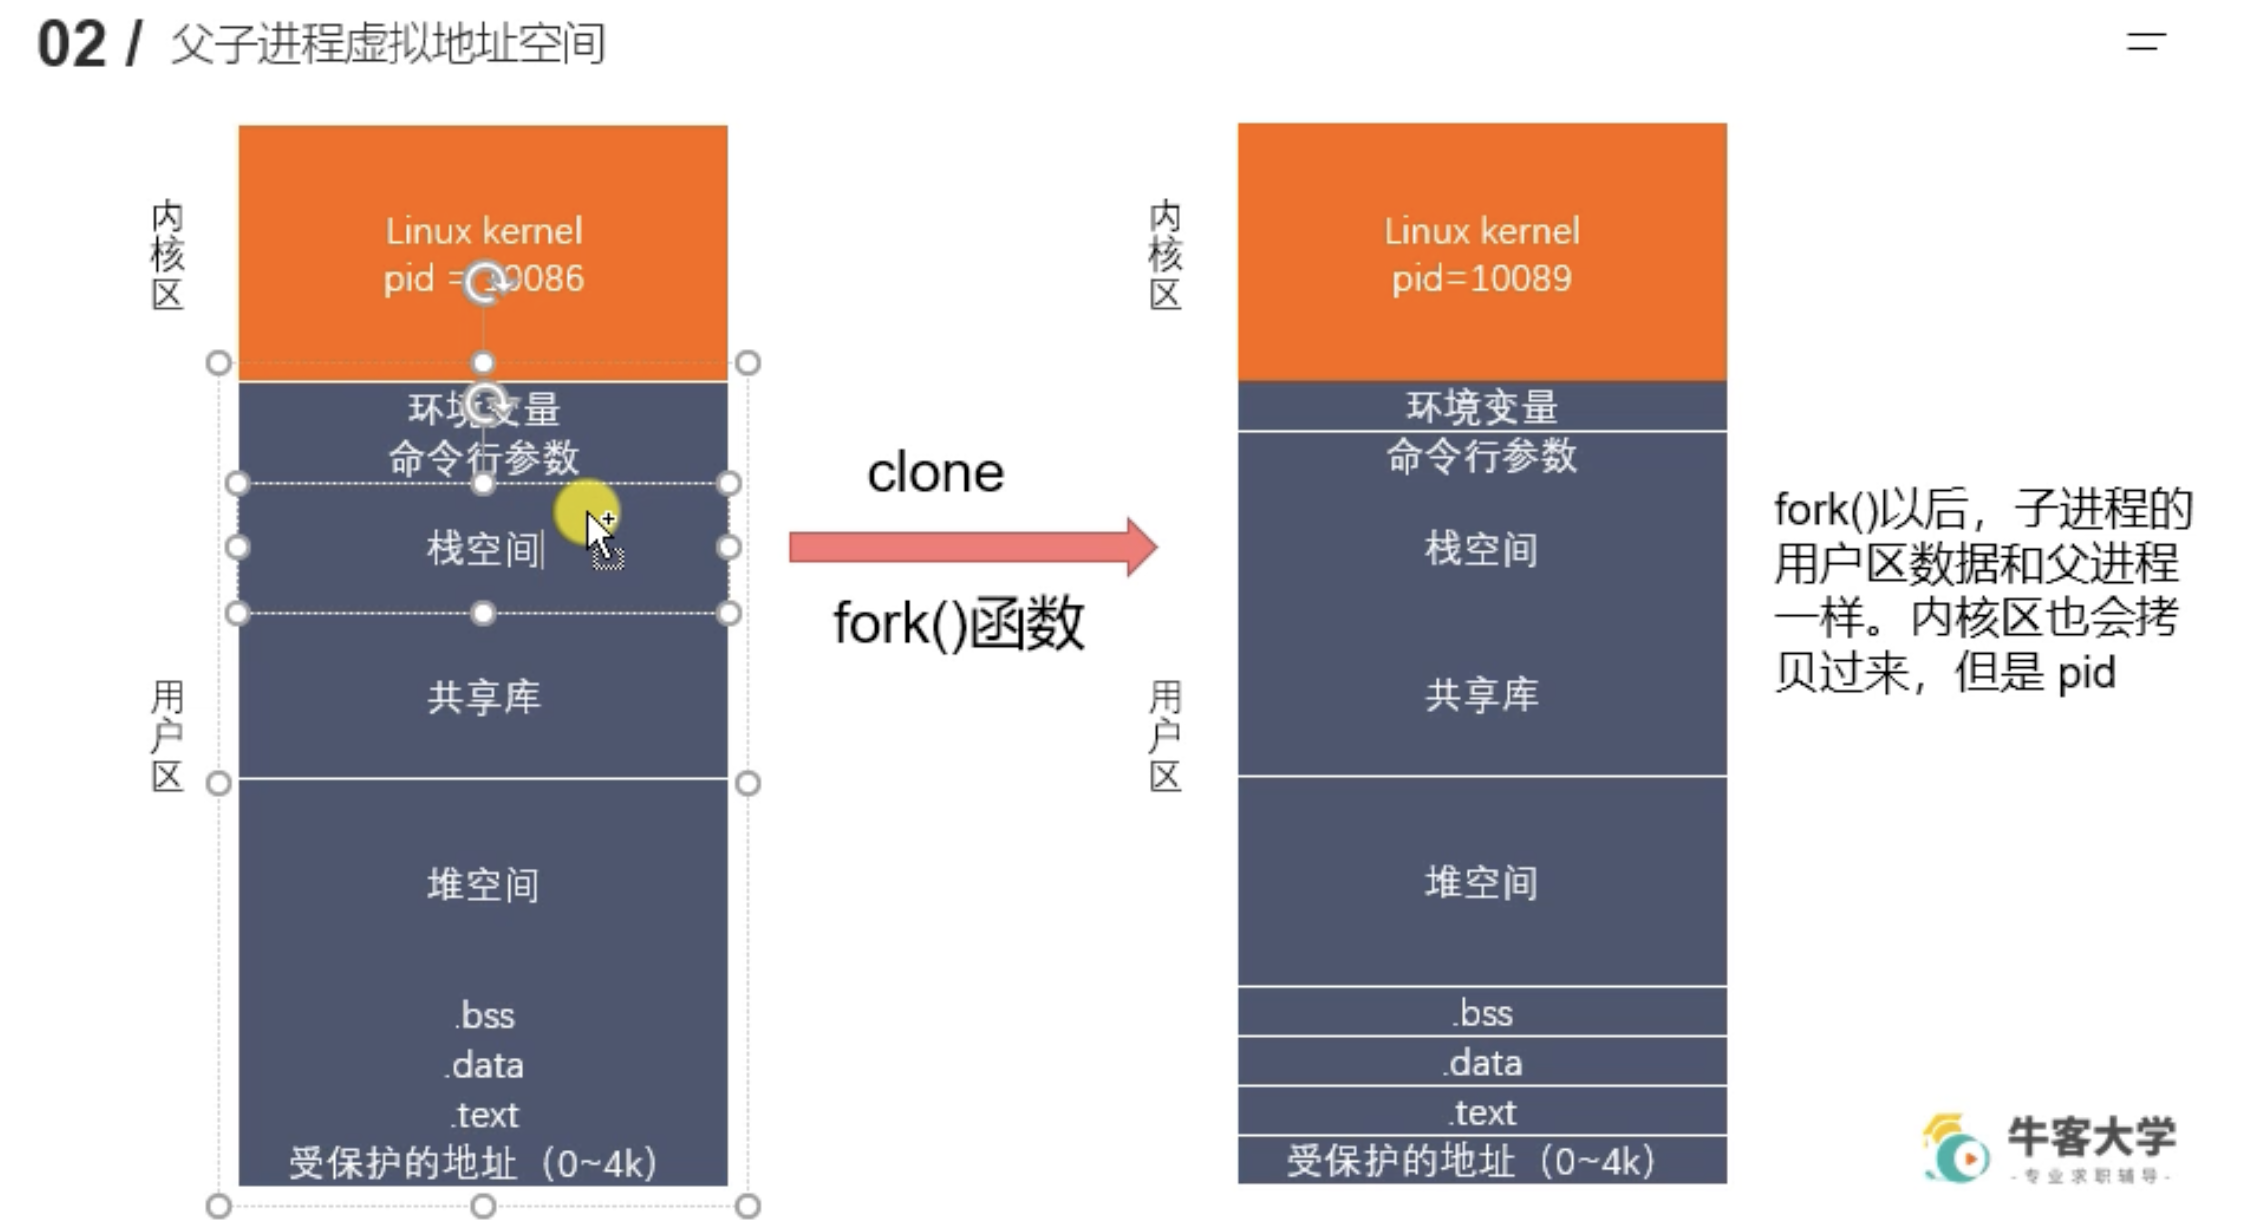 02 / 父子进程虚拟地址空间
内核区
Linux kernel
pid = 10086
环境变量
命令行参数
栈空间
用户区
共享库
堆空间
.bss
.data
.text
受保护的地址（0~4k）
clone
fork()函数
内核区
Linux kernel
pid=10089
环境变量
命令行参数
栈空间
用户区
共享库
堆空间
.bss
.data
.text
受保护的地址（0~4k）
fork()以后，子进程的
用户区数据和父进程
一样。内核区也会拷
贝过来，但是 pid
牛客大学
-专业求职辅导-